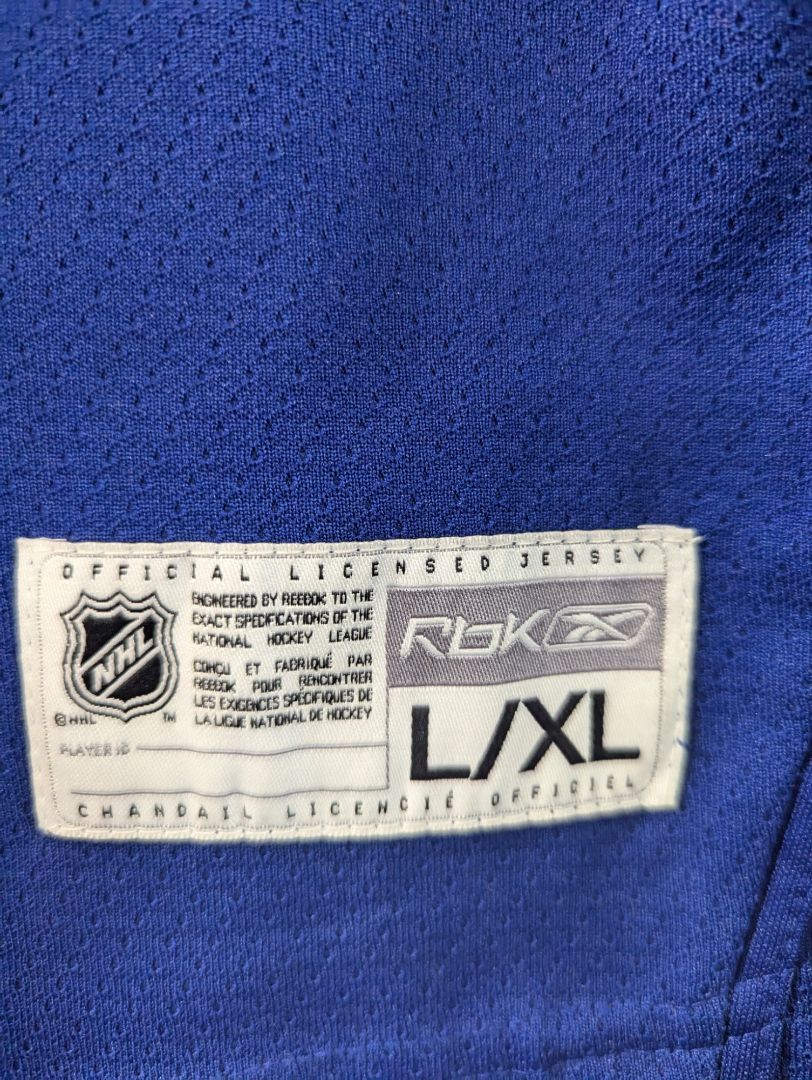 OFFICIAL LICENSED JERSEY
NHL
ENGINEERED BY REEBOK TO THE
EXACT SPECIFICATIONS OF THE
NATIONAL HOCKEY LEAGUE
CONÇU ET FABRIQUÉ PAR
REEBOK POUR RENCONTRER
LES EXIGENCES SPÉCIFIQUES DE
LA LIGUE NATIONAL DE HOCKEY
©NHL
TM
Rbk
L/XL
PLAYER ID
CHANDAIL LICENCIÉ OFFICIEL